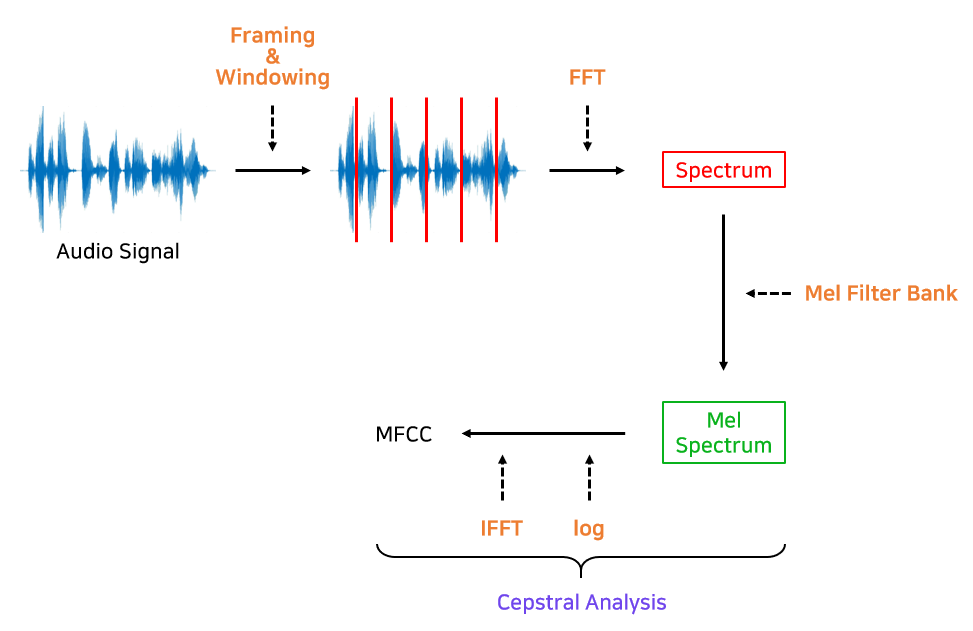 Framing
&
Windowing
FFT
Spectrum
Audio Signal
Mel Filter Bank
Mel
Spectrum
MFCC
IFFT
log
Cepstral Analysis